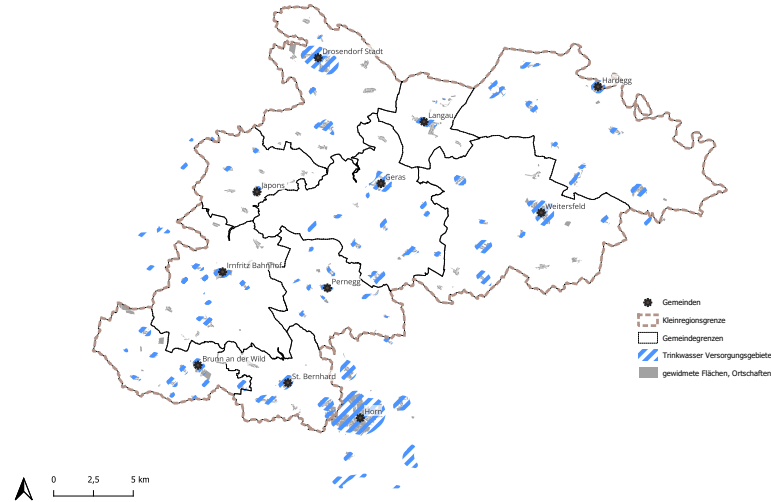 Drosendorf Stadt
Hardegg
Langau
Geras
Japons
Weitersfeld
Irnfritz Bahnhof
Pernegg
Gemeinden
Kleinregionsgrenze
Gemeindegrenzen
Trinkwasser Versorgungsgebiete
gewidmete Flächen, Ortschaften
Brunn an der Wild
St. Bernhard
Horn
0 2,5 5 km